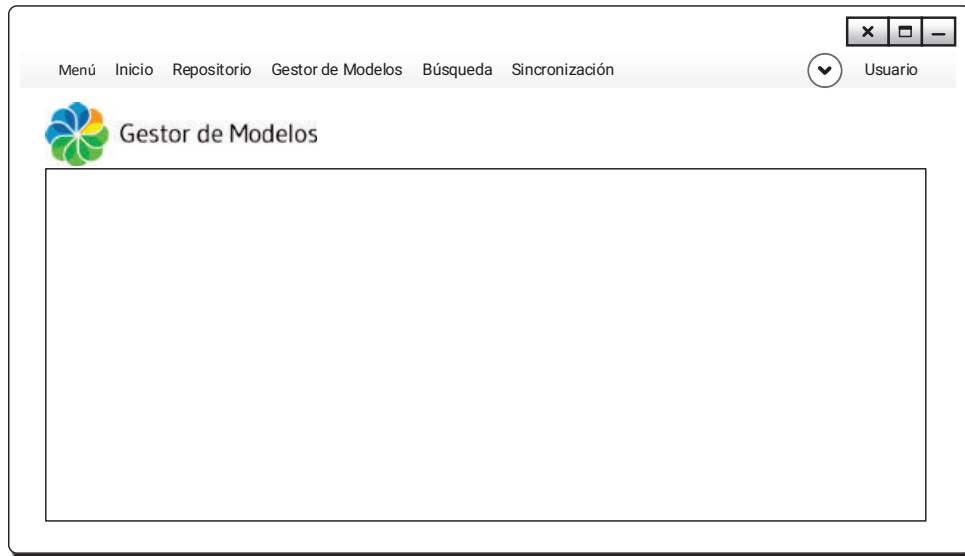 Menú Inicio Repositorio Gestor de Modelos Búsqueda Sincronización Usuario
Gestor de Modelos